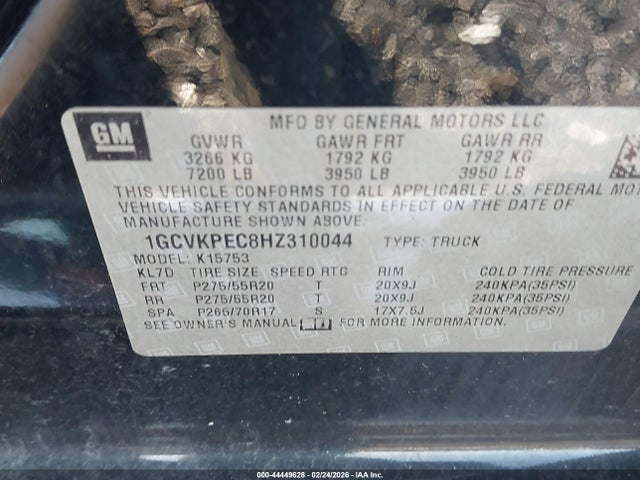 GM
MFD BY GENERAL MOTORS LLC
GVWR GAWR FRT GAWR RR
3266 KG 1792 KG 1792 KG
7200 LB 3950 LB 3950 LB
THIS VEHICLE CONFORMS TO ALL APPLICABLE U.S. FEDERAL MOTO
VEHICLE SAFETY STANDARDS IN EFFECT ON THE DATE OF
MANUFACTURE SHOWN ABOVE.
1GCVKPEC8HZ310044 TYPE: TRUCK
MODEL: K15753
KL7D TIRE SIZE SPEED RTG RIM COLD TIRE PRESSURE
FRT P275/55R20 T 20X9J 240KPA(35PSI)
RR P275/55R20 T 20X9J 240KPA(35PSI)
SPA P265/70R17 S 17X7.5J 240KPA(35PSI)
SEE OWNER'S MANUAL FOR MORE INFORMATION.
000-44449628 - 02/24/2026 - IAA Inc.